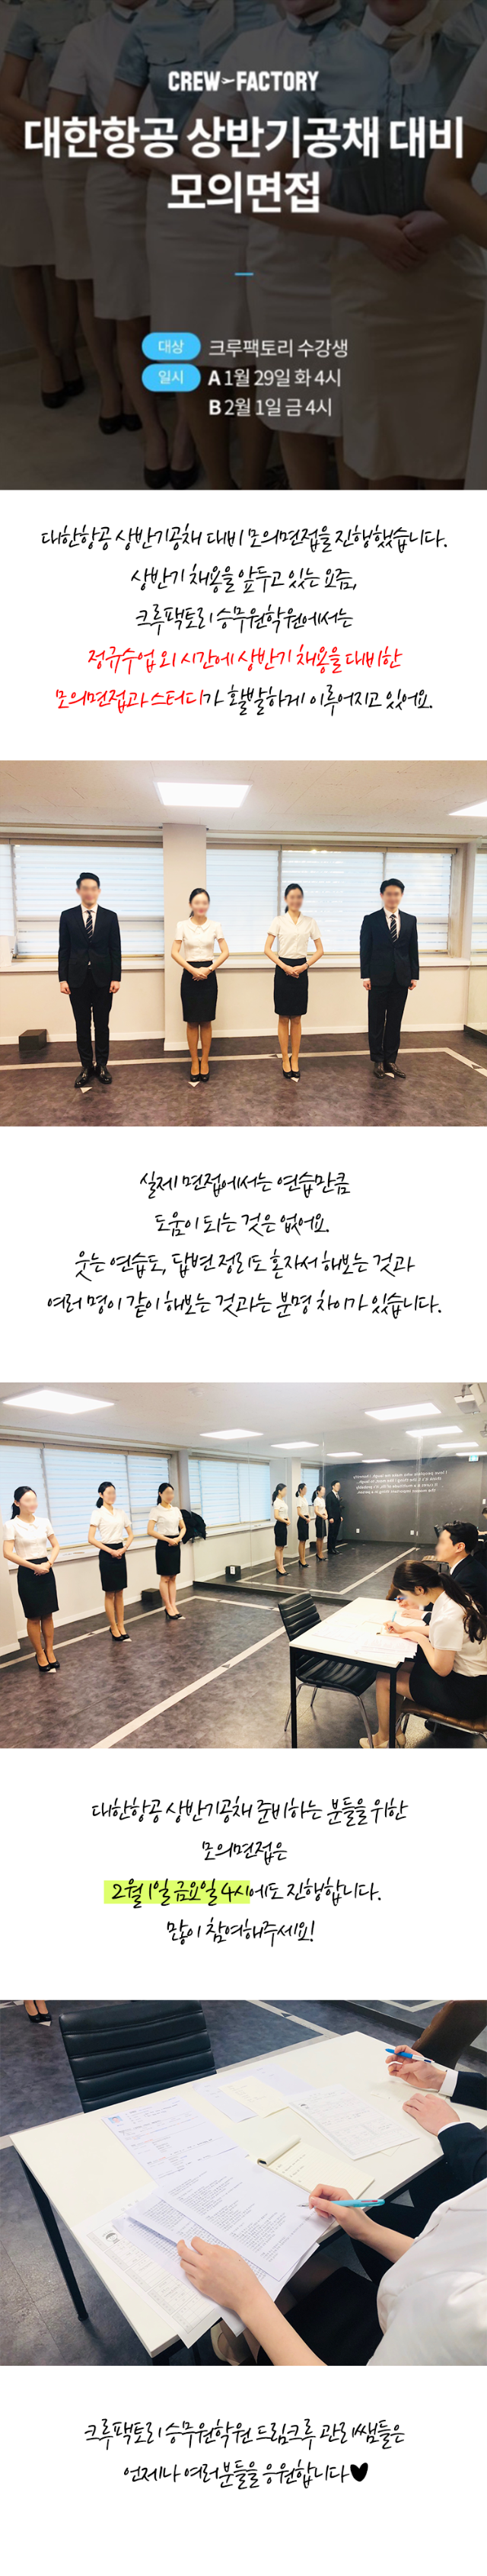 CREW FACTORY
대한항공 상반기공채 대비
모의면접
대상 크루팩토리 수강생
일시 A 1월 29일 화 4시
B 2월 1일 금 4시
대한항공 상반기공채 대비 모의면접을 진행했습니다.
상반기 채용을 앞두고 있는 요즘,
크루팩토리 승무원학원에서는
정규수업 외 시간에 상반기 채용을 대비한
모의면접과 스터디가 활발하게 이루어지고 있어요.
실제 면접에서는 연습만큼
도움이 되는 것은 없어요.
웃는 연습도, 답변 정리도 혼자서 해보는 것과
여러 명이 같이 해보는 것과는 분명 차이가 있습니다.
대한항공 상반기공채 준비하는 분들을 위한
모의면접은
2월 1일 금요일 4시에도 진행합니다.
많이 참여해주세요!
크루팩토리 승무원학원 드림크루 관리쌤들은
언제나 여러분들을 응원합니다♥